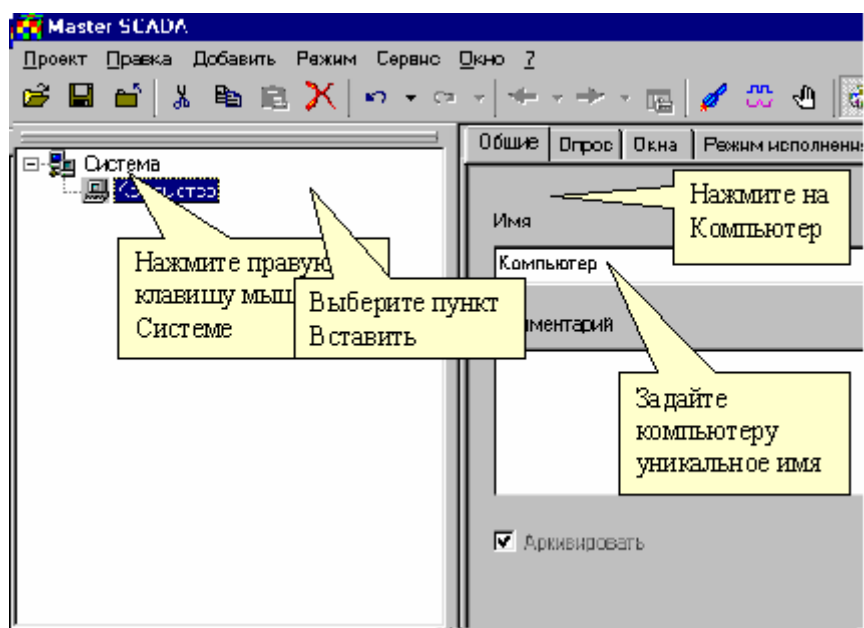 Master SCADA
Проект Правка Добавить Режим Сервис Окно ?
Общие Опрос Окна Режим исполнени
Система
Нажмите на
Компьютер
Имя
Компьютер
Нажмите правую
клавишу мыш
Системе
Выберите пункт
Вставить
ментарий
Задайте
компьютеру
уникальное имя
Архивировать